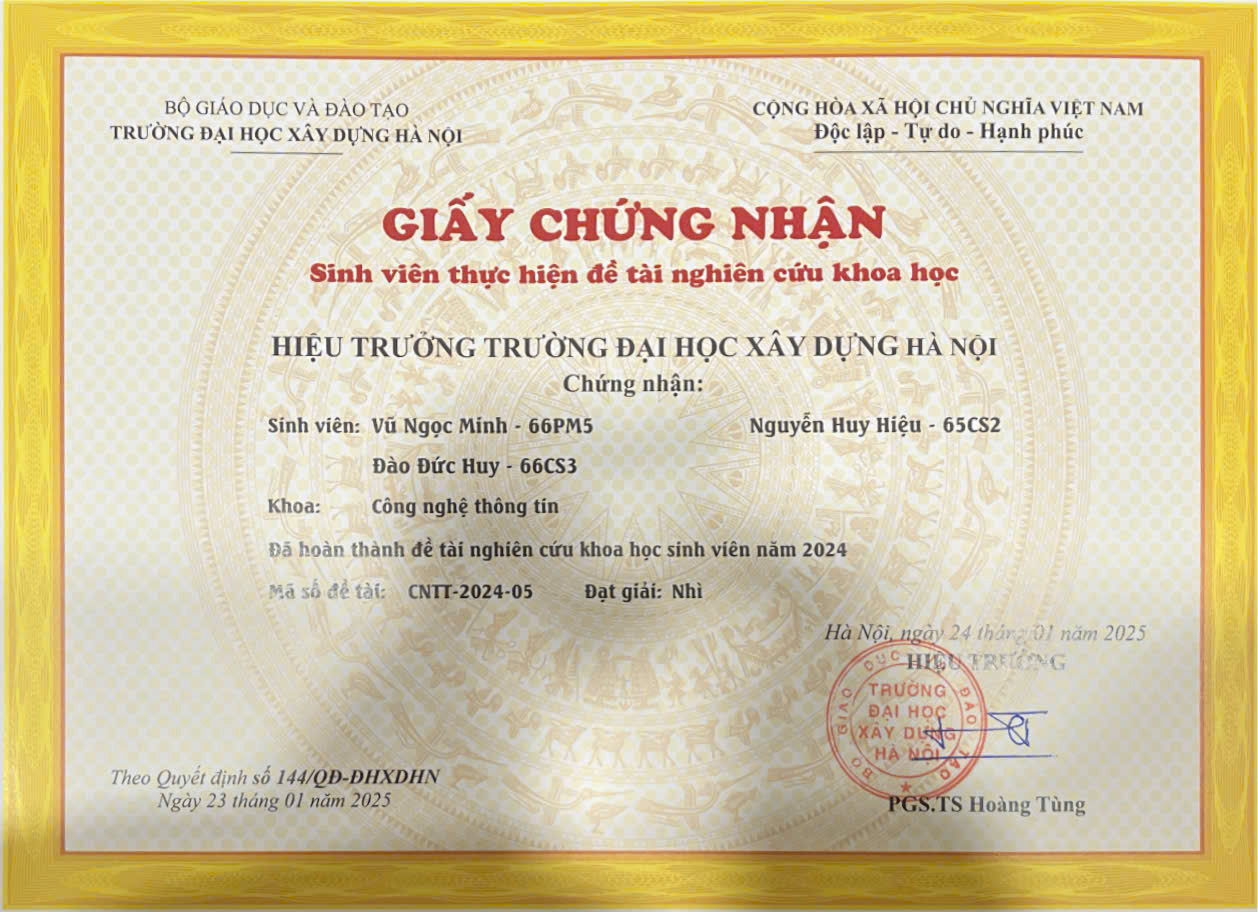 BỘ GIÁO DỤC VÀ ĐÀO TẠO
TRƯỜNG ĐẠI HỌC XÂY DỰNG HÀ NỘI
CỘNG HÒA XÃ HỘI CHỦ NGHĨA VIỆT NAM
Độc lập - Tự do - Hạnh phúc
GIẤY CHỨNG NHẬN
Sinh viên thực hiện đề tài nghiên cứu khoa học
HIỆU TRƯỞNG TRƯỜNG ĐẠI HỌC XÂY DỰNG HÀ NỘI
Chứng nhận:
Sinh viên: Vũ Ngọc Minh - 66PM5 Nguyễn Huy Hiệu - 65CS2
Đào Đức Huy - 66CS3
Khoa: Công nghệ thông tin
Đã hoàn thành đề tài nghiên cứu khoa học sinh viên năm 2024
Mã số đề tài: CNTT-2024-05 Đạt giải: Nhì
Hà Nội, ngày 24 tháng 01 năm 2025
HIỆU TRƯỞNG
BỘ GIÁO DỤC ĐÀO TẠO
TRƯỜNG
ĐẠI HỌC
XÂY DỰNG
HÀ NỘI
PGS.TS Hoàng Tùng
Theo Quyết định số 144/QĐ-ĐHXDHN
Ngày 23 tháng 01 năm 2025